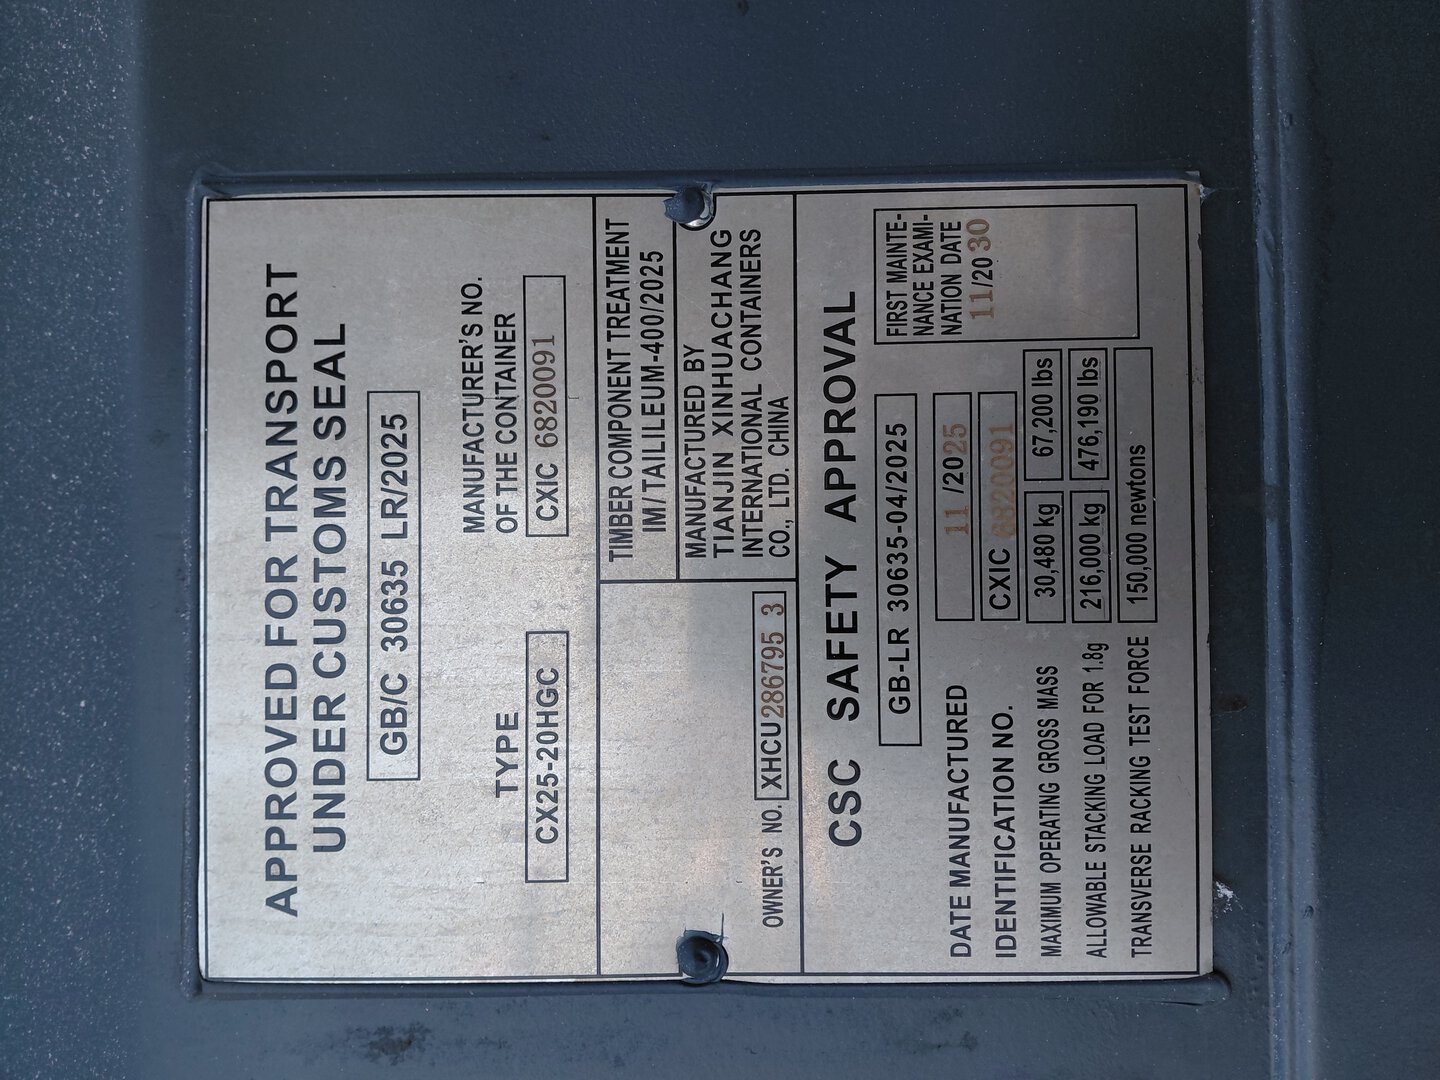 APPROVED FOR TRANSPORT
UNDER CUSTOMS SEAL
GB/C 30635 LR/2025
TYPE
CX25-20HGC
MANUFACTURER'S NO.
OF THE CONTAINER
CXIC 6820091
TIMBER COMPONENT TREATMENT
IM/TAILILEUM-400/2025
MANUFACTURED BY
TIANJIN XINHUACHANG
INTERNATIONAL CONTAINERS
CO., LTD. CHINA
OWNER'S NO. XHCU 286795 3
CSC SAFETY APPROVAL
GB-LR 30635-04/2025
DATE MANUFACTURED 11 /2025
IDENTIFICATION NO. CXIC 6820091
MAXIMUM OPERATING GROSS MASS 30,480 kg 67,200 lbs
ALLOWABLE STACKING LOAD FOR 1.8g 216,000 kg 476,190 lbs
TRANSVERSE RACKING TEST FORCE 150,000 newtons
FIRST MAINTE-
NANCE EXAMI-
NATION DATE
11/2030